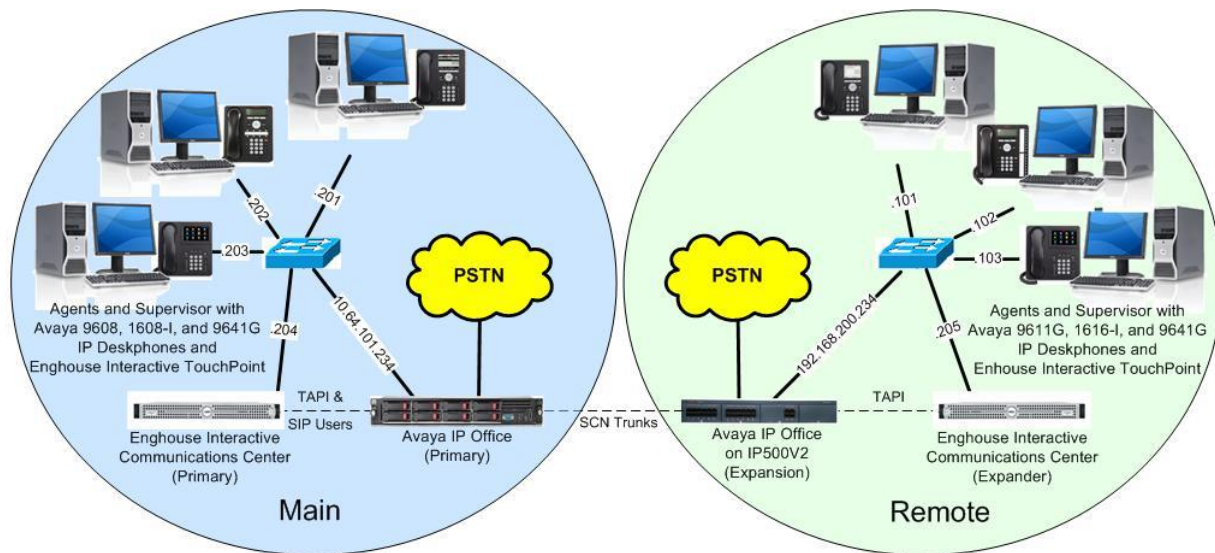 .201
.202
.203
.204
10.64.101.234
PSTN
Agents and Supervisor with
Avaya 9608, 1608-I, and 9641G
IP Deskphones and
Enghouse Interactive TouchPoint
TAPI &
SIP Users
Enghouse Interactive
Communications Center
(Primary)
Avaya IP Office
(Primary)
Main
SCN Trunks
.101
.102
.103
.205
192.168.200.234
PSTN
Agents and Supervisor with
Avaya 9611G, 1616-I, and 9641G
IP Deskphones and
Enhouse Interactive TouchPoint
TAPI
Avaya IP Office
on IP500V2
(Expansion)
Enghouse Interactive
Communications Center
(Expander)
Remote